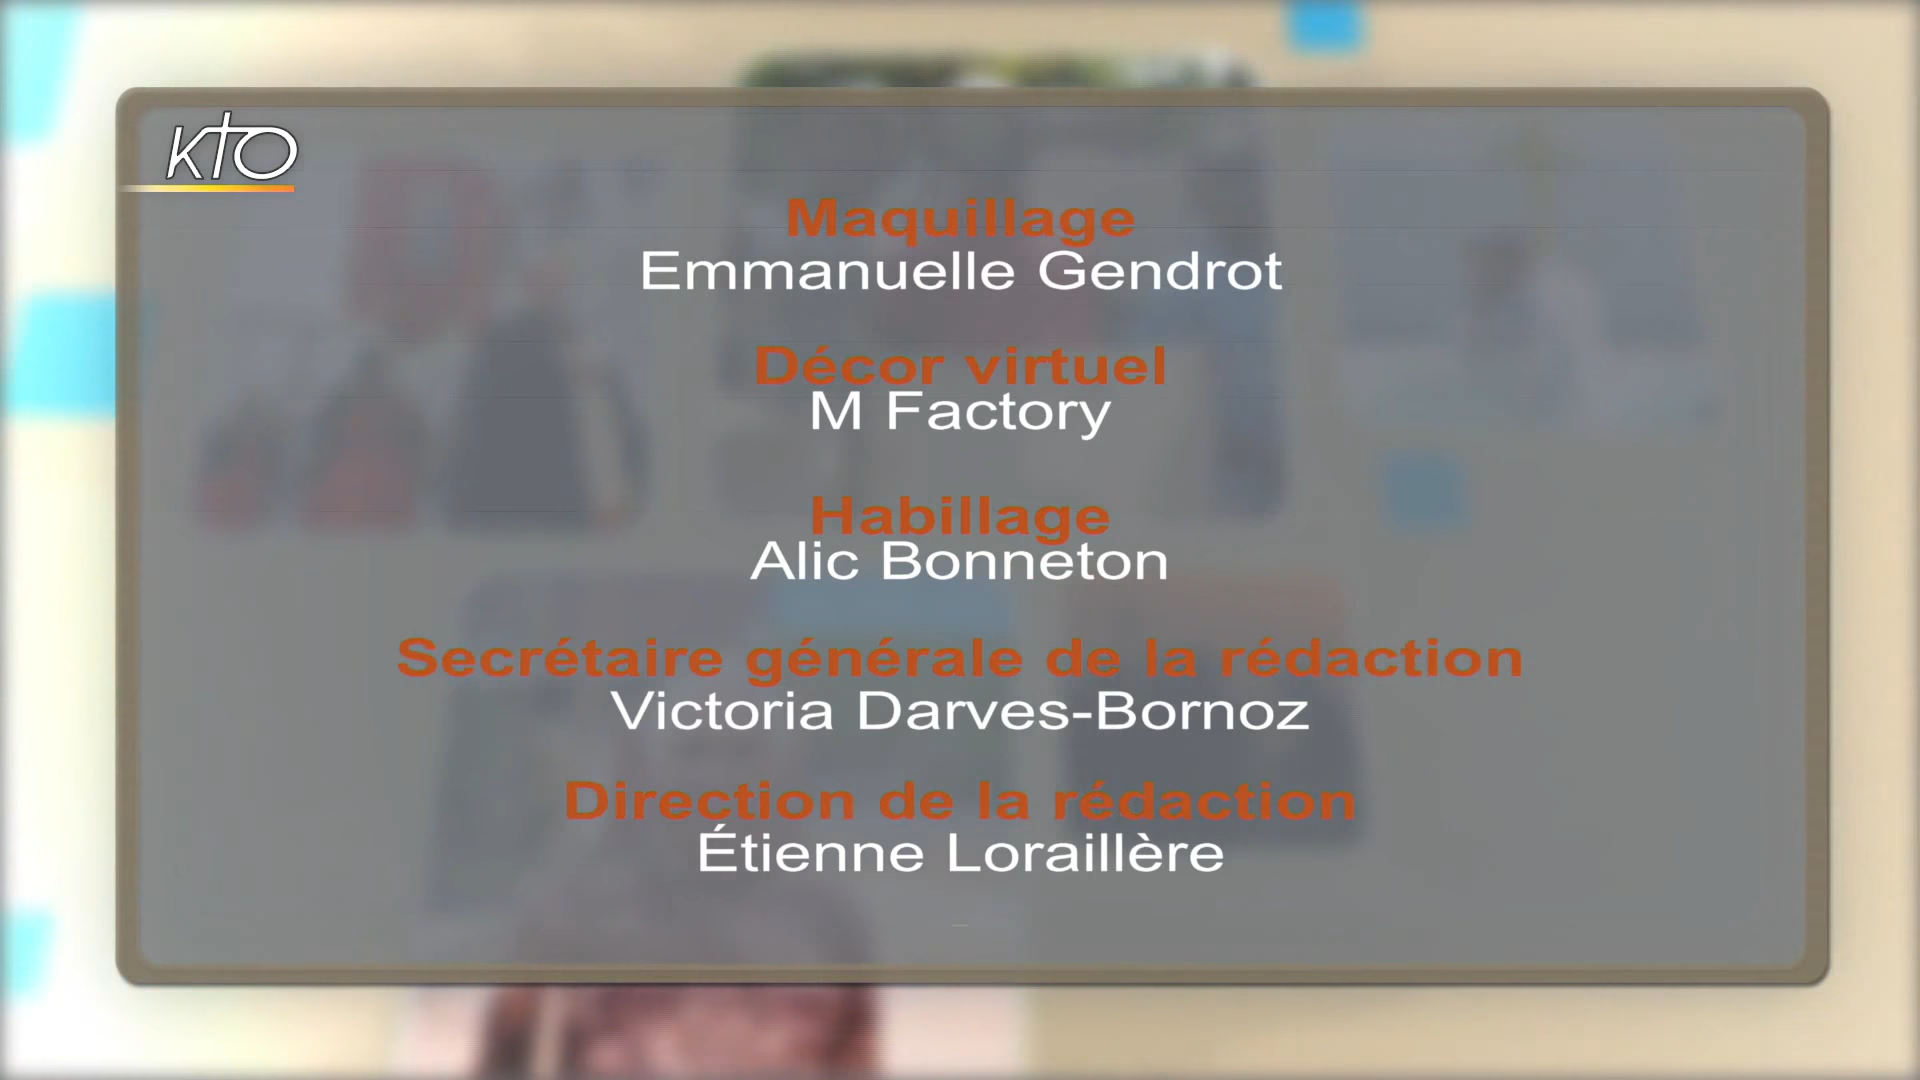 KTO
Maquillage
Emmanuelle Gendrot
Décor virtuel
M Factory
Habillage
Alic Bonneton
Secrétaire générale de la rédaction
Victoria Darves-Bornoz
Direction de la rédaction
Étienne Loraillère